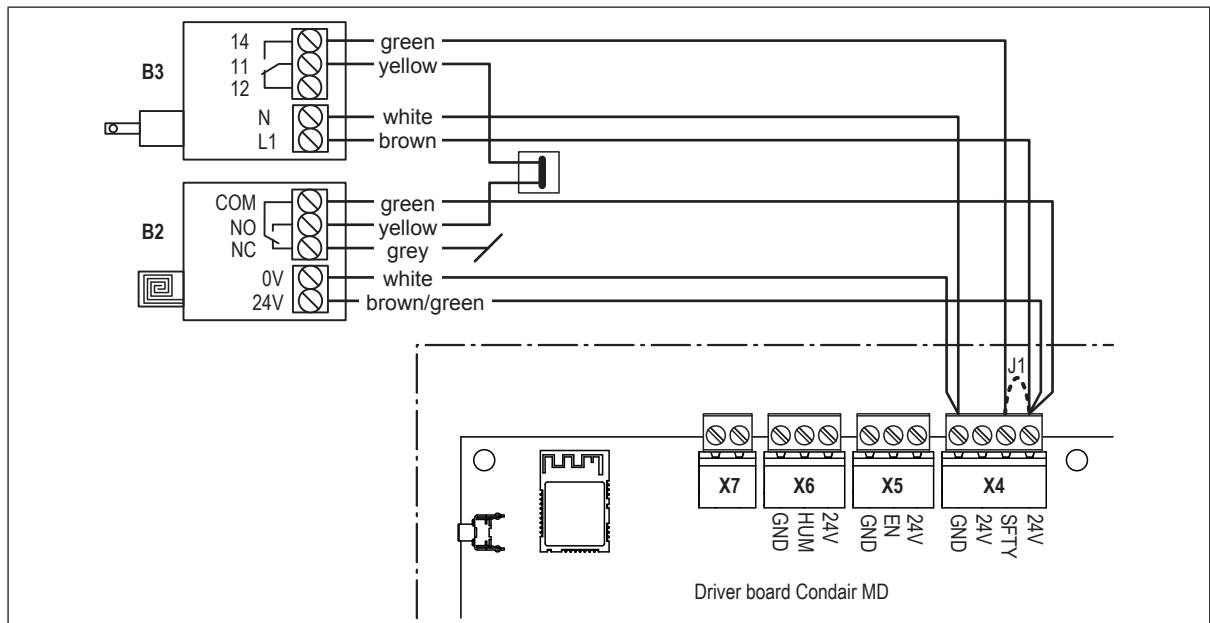 B3
14
green
11
yellow
12
N
white
L1
brown
B2
COM
green
NO
yellow
NC
grey
0V
white
24V
brown/green
J1
X7
X6
X5
X4
GND
HUM
24V
GND
EN
24V
GND
24V
SFTY
24V
Driver board Condair MD